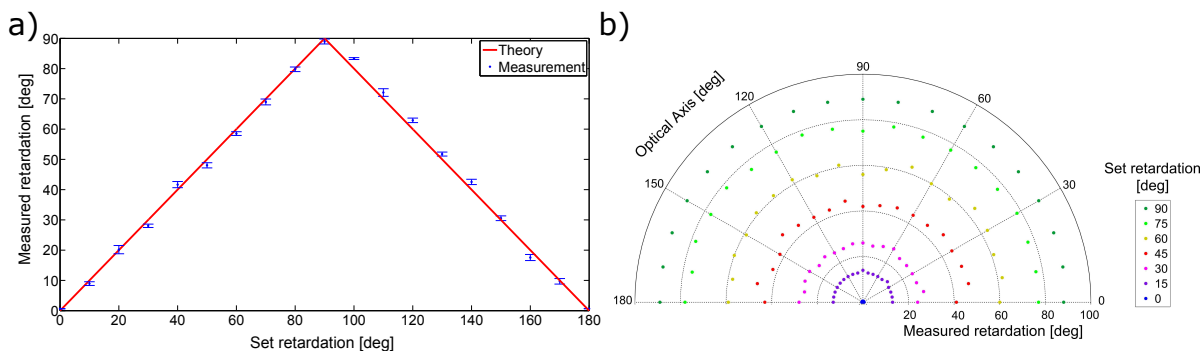 a)
Measured retardation [deg]
90
80
70
60
50
40
30
20
10
0
0 20 40 60 80 100 120 140 160 180
Set retardation [deg]
Theory
Measurement
b)
Optical Axis [deg]
90
120 60
150 30
180 0
20 40 60 80 100
Measured retardation [deg]
Set retardation
[deg]
90
75
60
45
30
15
0